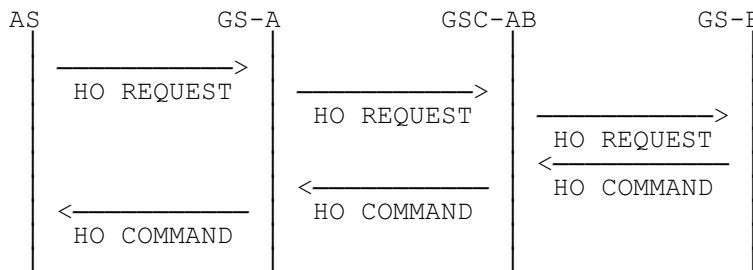 AS GS-A GSC-AB GS-B
HO REQUEST
HO REQUEST
HO REQUEST
HO COMMAND
HO COMMAND
HO COMMAND